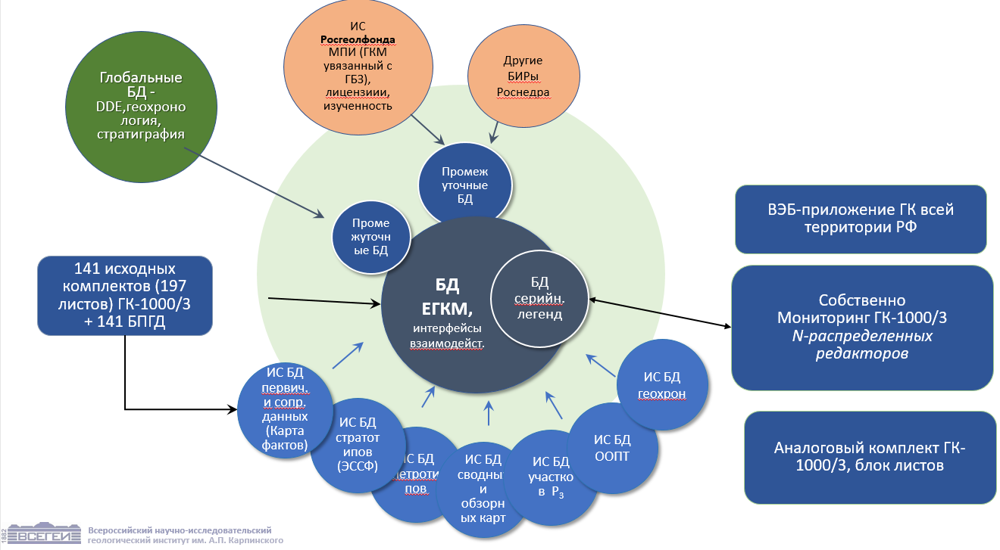 ИС
Росгеолфонда
МПИ (ГКМ
увязанный с
ГБЗ),
лицензиии,
изученность
Другие
БИРы
Роснедра
Глобальные
БД -
DDE,геохроно
логия,
стратиграфия
Промеж
уточные
БД
Проме
жуточн
ые БД
ВЭБ-приложение ГК всей
территории РФ
141 исходных
комплектов (197
листов) ГК-1000/3
+ 141 БПГД
БД
ЕГКМ,
интерфейсы
взаимодейст.
БД
серийн.
легенд
Собственно
Мониторинг ГК-1000/3
N-распределенных
редакторов
ИС БД
первич.
и сопр.
данных
(Карта
фактов)
ИС БД
стратот
ипов
(ЭССФ)
ИС БД
петроти
пов
ИС БД
сводны
и
обзорн
ых карт
ИС БД
участко
в P3
ИС БД
ООПТ
ИС БД
геохрон
Аналоговый комплект ГК-
1000/3, блок листов
1882
ВСЕГЕИ
Всероссийский научно-исследовательский
геологический институт им. А.П. Карпинского